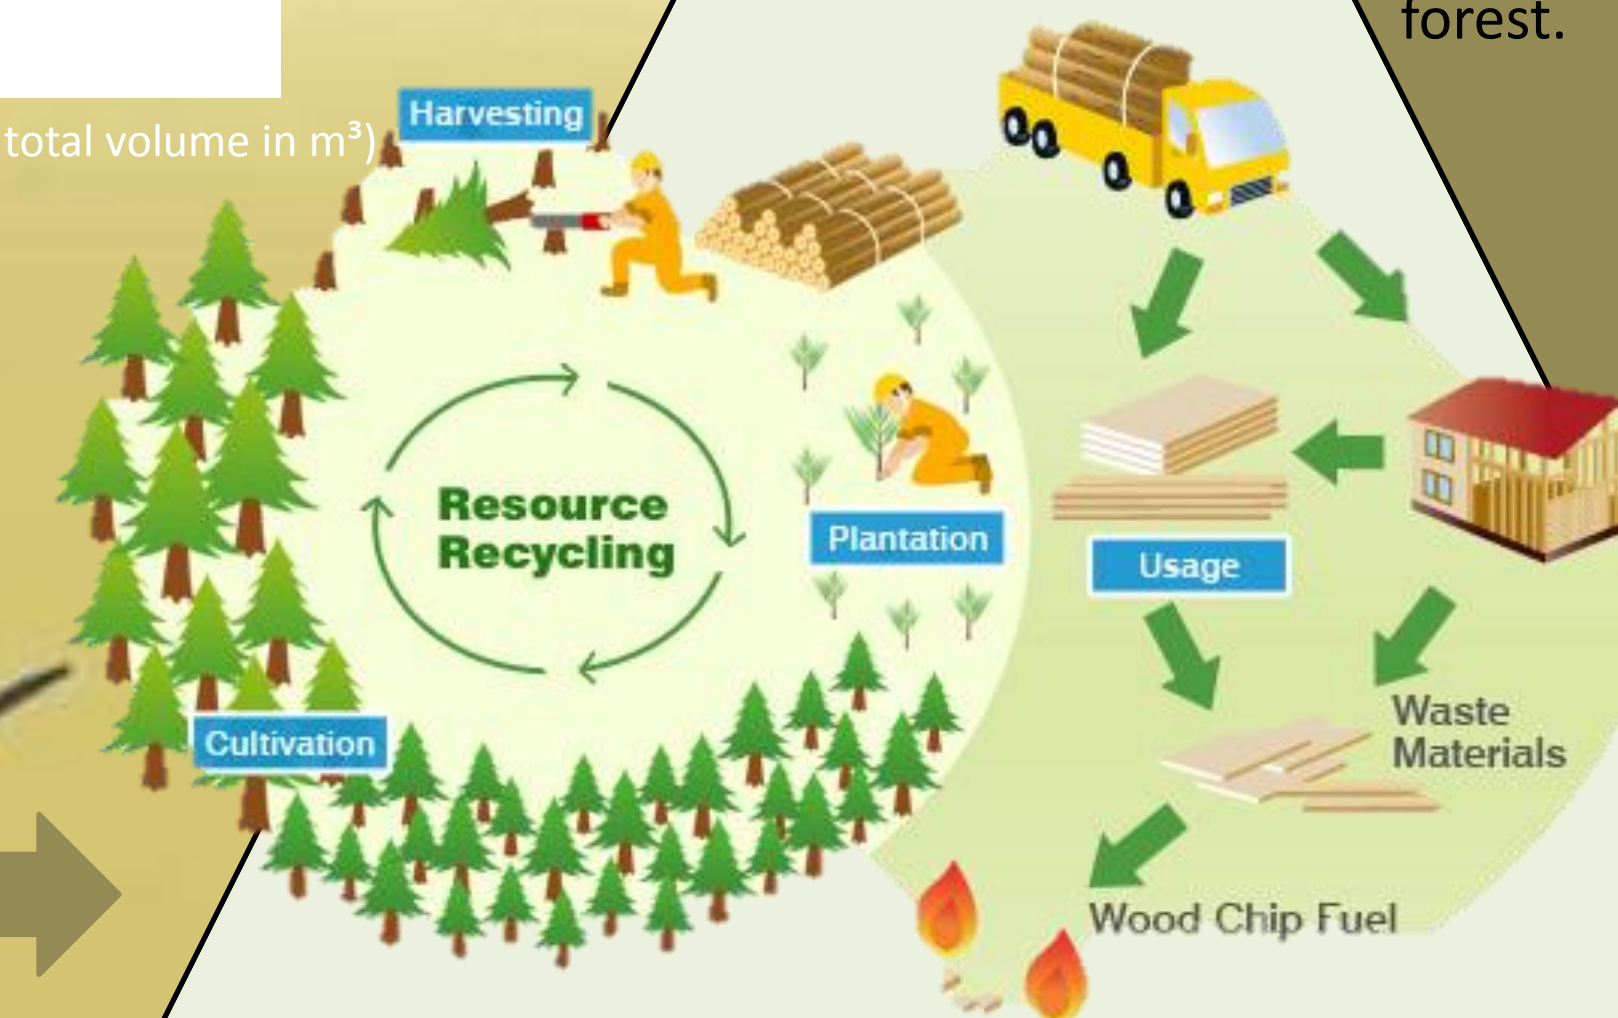 forest.
total volume in m³)
Harvesting
Resource
Recycling
Plantation
Usage
Cultivation
Waste
Materials
Wood Chip Fuel